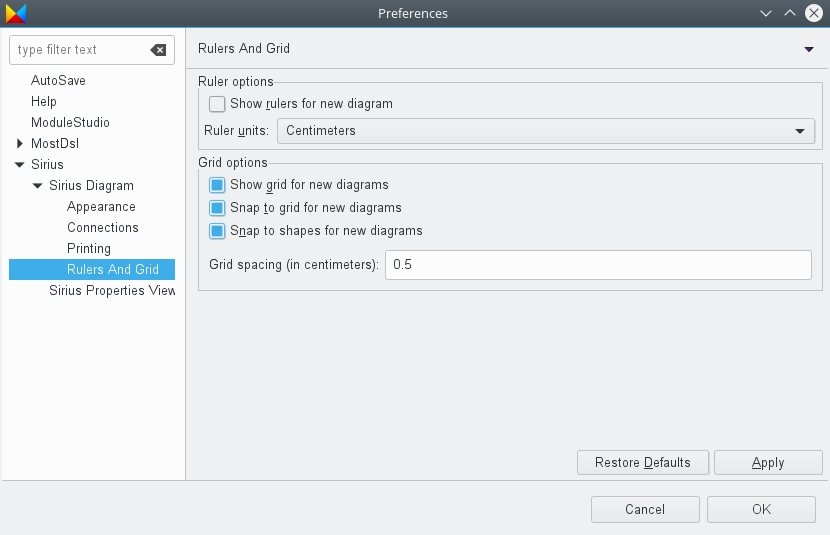 Preferences
type filter text
AutoSave
Help
ModuleStudio
MostDsl
Sirius
Sirius Diagram
Appearance
Connections
Printing
Rulers And Grid
Sirius Properties View
Rulers And Grid
Ruler options
Show rulers for new diagram
Ruler units: Centimeters
Grid options
Show grid for new diagrams
Snap to grid for new diagrams
Snap to shapes for new diagrams
Grid spacing (in centimeters): 0.5
Restore Defaults Apply
Cancel OK